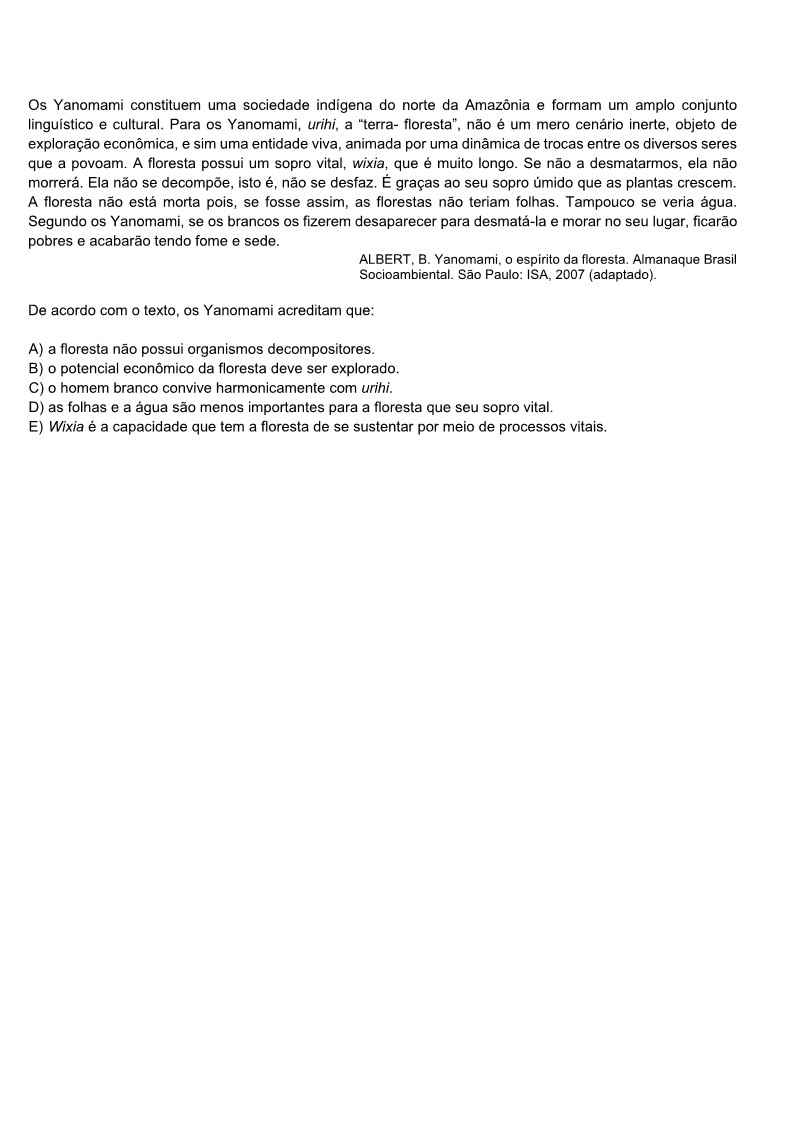 Os Yanomami constituem uma sociedade indígena do norte da Amazônia e formam um amplo conjunto
linguístico e cultural. Para os Yanomami, urihi, a “terra- floresta”, não é um mero cenário inerte, objeto de
exploração econômica, e sim uma entidade viva, animada por uma dinâmica de trocas entre os diversos seres
que a povoam. A floresta possui um sopro vital, wixia, que é muito longo. Se não a desmatarmos, ela não
morrerá. Ela não se decompõe, isto é, não se desfaz. É graças ao seu sopro úmido que as plantas crescem.
A floresta não está morta pois, se fosse assim, as florestas não teriam folhas. Tampouco se veria água.
Segundo os Yanomami, se os brancos os fizerem desaparecer para desmatá-la e morar no seu lugar, ficarão
pobres e acabarão tendo fome e sede.
ALBERT, B. Yanomami, o espírito da floresta. Almanaque Brasil
Socioambiental. São Paulo: ISA, 2007 (adaptado).
De acordo com o texto, os Yanomami acreditam que:
A) a floresta não possui organismos decompositores.
B) o potencial econômico da floresta deve ser explorado.
C) o homem branco convive harmonicamente com urihi.
D) as folhas e a água são menos importantes para a floresta que seu sopro vital.
E) Wixia é a capacidade que tem a floresta de se sustentar por meio de processos vitais.